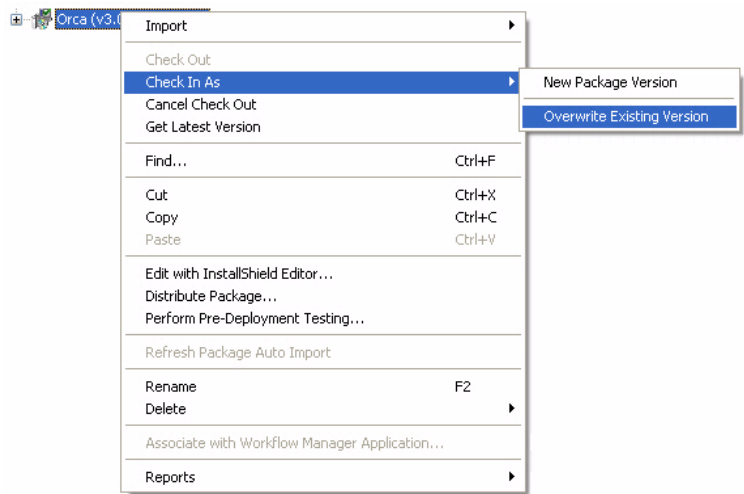 Orca (v3.0
Import
Check Out
Check In As
New Package Version
Cancel Check Out
Overwrite Existing Version
Get Latest Version
Find... Ctrl+F
Cut Ctrl+X
Copy Ctrl+C
Paste Ctrl+V
Edit with InstallShield Editor...
Distribute Package...
Perform Pre-Deployment Testing...
Refresh Package Auto Import
Rename F2
Delete
Associate with Workflow Manager Application...
Reports